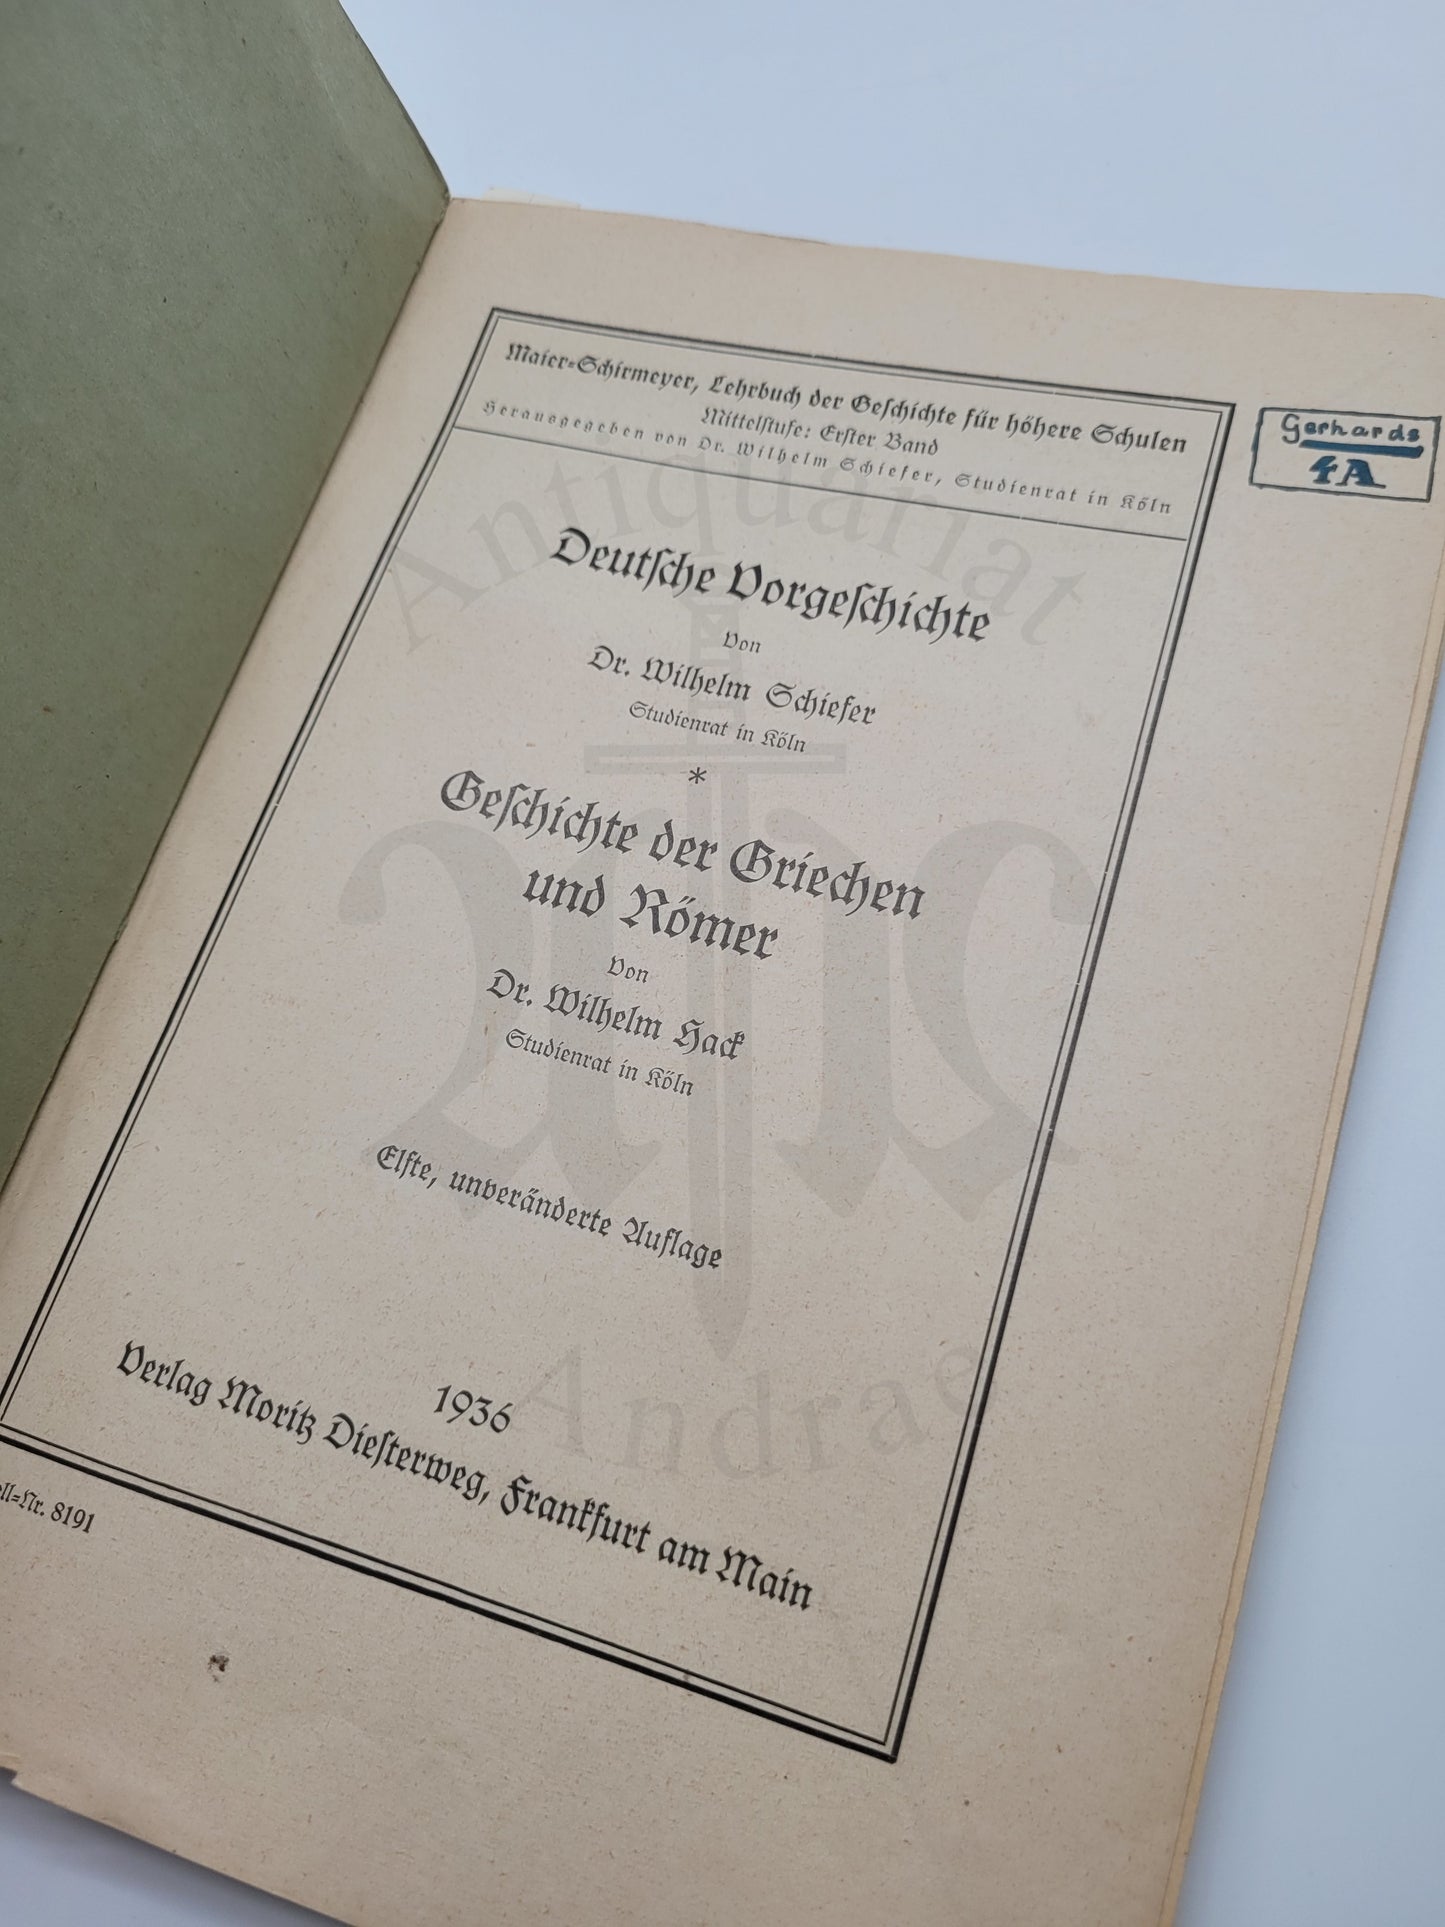 Maier=Schirmeyer, Lehrbuch der Geschichte für höhere Schulen
Mittelstufe: Erster Band
Herausgegeben von Dr. Wilhelm Schiefer, Studienrat in Köln
Gerhards
4A
Deutsche Vorgeschichte
Von
Dr. Wilhelm Schiefer
Studienrat in Köln
*
Geschichte der Griechen
und Römer
Von
Dr. Wilhelm Hack
Studienrat in Köln
Elfte, unveränderte Auflage
1936
Verlag Moritz Diesterweg, Frankfurt am Main
ell=Nr. 8191
Antiquariat
Andrae